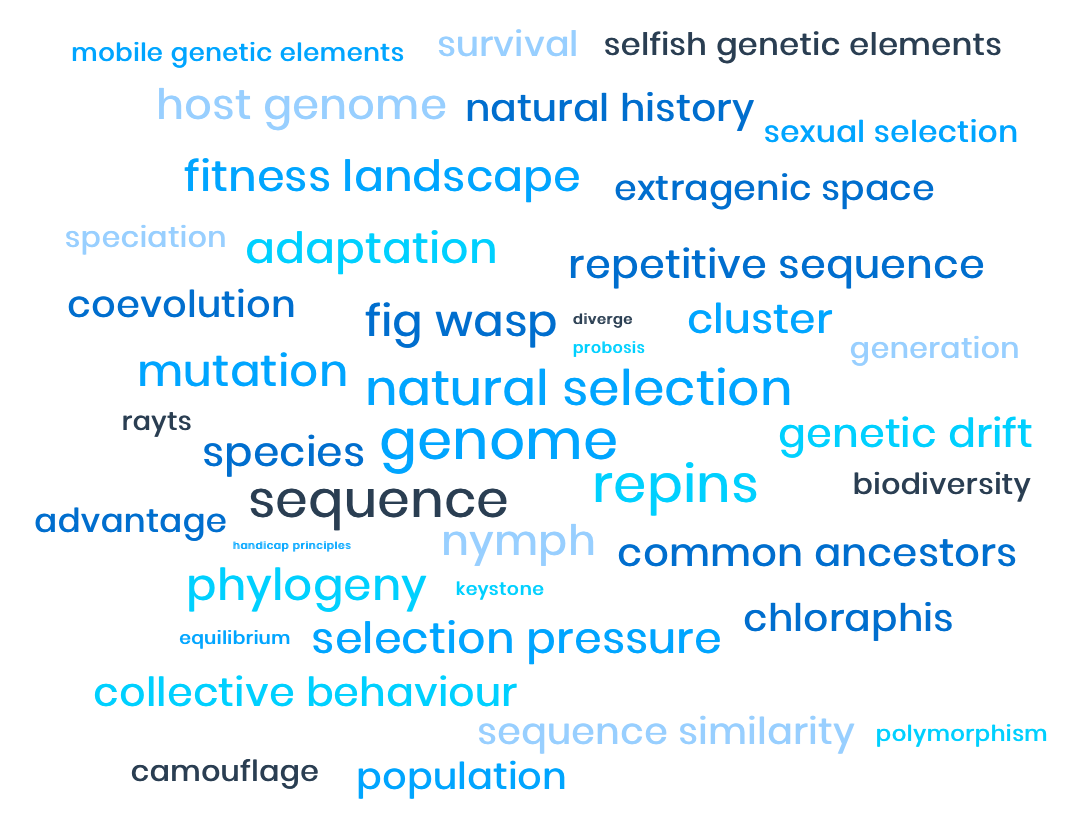 mobile genetic elements
survival
selfish genetic elements
host genome
natural history
sexual selection
fitness landscape
extragenic space
speciation
adaptation
repetitive sequence
coevolution
fig wasp
diverge
cluster
probosis
generation
mutation
natural selection
rayts
species
genome
genetic drift
sequence
repins
biodiversity
advantage
handicap principles
nymph
common ancestors
phylogeny
keystone
chloraphis
equilibrium
selection pressure
collective behaviour
sequence similarity
polymorphism
camouflage
population